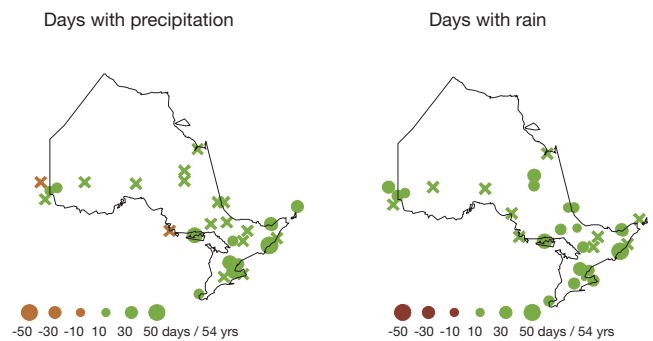 Days with precipitation
Days with rain
-50 -30 -10 10 30 50 days / 54 yrs
-50 -30 -10 10 30 50 days / 54 yrs